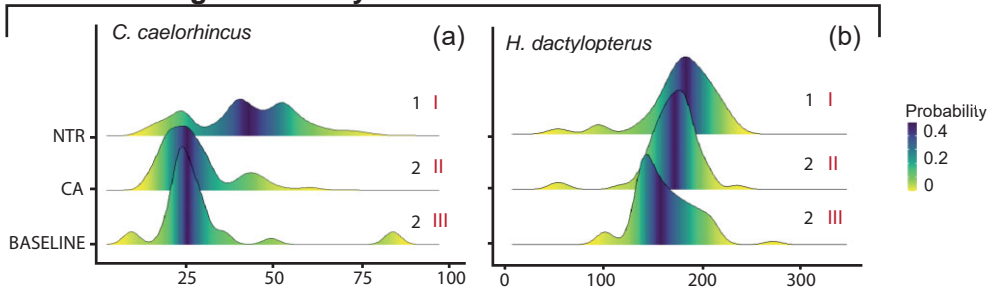 C. caelorhincus (a)
NTR 1 I
CA 2 II
BASELINE 2 III
25 50 75 100
H. dactylopterus (b)
1 I
2 II
2 III
0 100 200 300
Probability
0.4
0.2
0